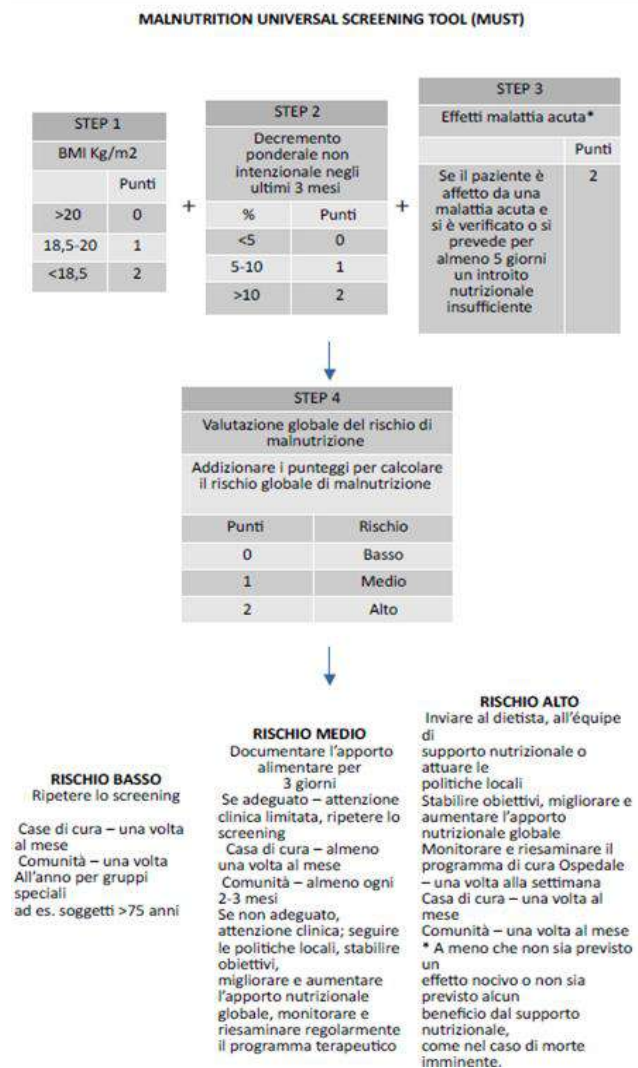 MALNUTRITION UNIVERSAL SCREENING TOOL (MUST)
STEP 1
BMI Kg/m2
Punti
>20 0
18,5-20 1
<18,5 2
+
STEP 2
Decremento
ponderale non
intenzionale negli
ultimi 3 mesi
% Punti
<5 0
5-10 1
>10 2
+
STEP 3
Effetti malattia acuta*
Punti
Se il paziente è 2
affetto da una
malattia acuta e
si è verificato o si
prevede per
almeno 5 giorni
un introito
nutrizionale
insufficiente
STEP 4
Valutazione globale del rischio di
malnutrizione
Addizionare i punteggi per calcolare
il rischio globale di malnutrizione
Punti Rischio
0 Basso
1 Medio
2 Alto
RISCHIO BASSO
Ripetere lo screening
Case di cura – una volta
al mese
Comunità – una volta
All'anno per gruppi
speciali
ad es. soggetti >75 anni
RISCHIO MEDIO
Documentare l'apporto
alimentare per
3 giorni
Se adeguato – attenzione
clinica limitata, ripetere lo
screening
Casa di cura – almeno
una volta al mese
Comunità – almeno ogni
2-3 mesi
Se non adeguato,
attenzione clinica; seguire
le politiche locali, stabilire
obiettivi,
migliorare e aumentare
l'apporto nutrizionale
globale, monitorare e
riesaminare regolarmente
il programma terapeutico
RISCHIO ALTO
Inviare al dietista, all'équipe
di
supporto nutrizionale o
attuare le
politiche locali
Stabilire obiettivi, migliorare e
aumentare l'apporto
nutrizionale globale
Monitorare e riesaminare il
programma di cura Ospedale
– una volta alla settimana
Casa di cura – una volta al
mese
Comunità – una volta al mese
* A meno che non sia previsto
un
effetto nocivo o non sia
previsto alcun
beneficio dal supporto
nutrizionale,
come nel caso di morte
imminente.